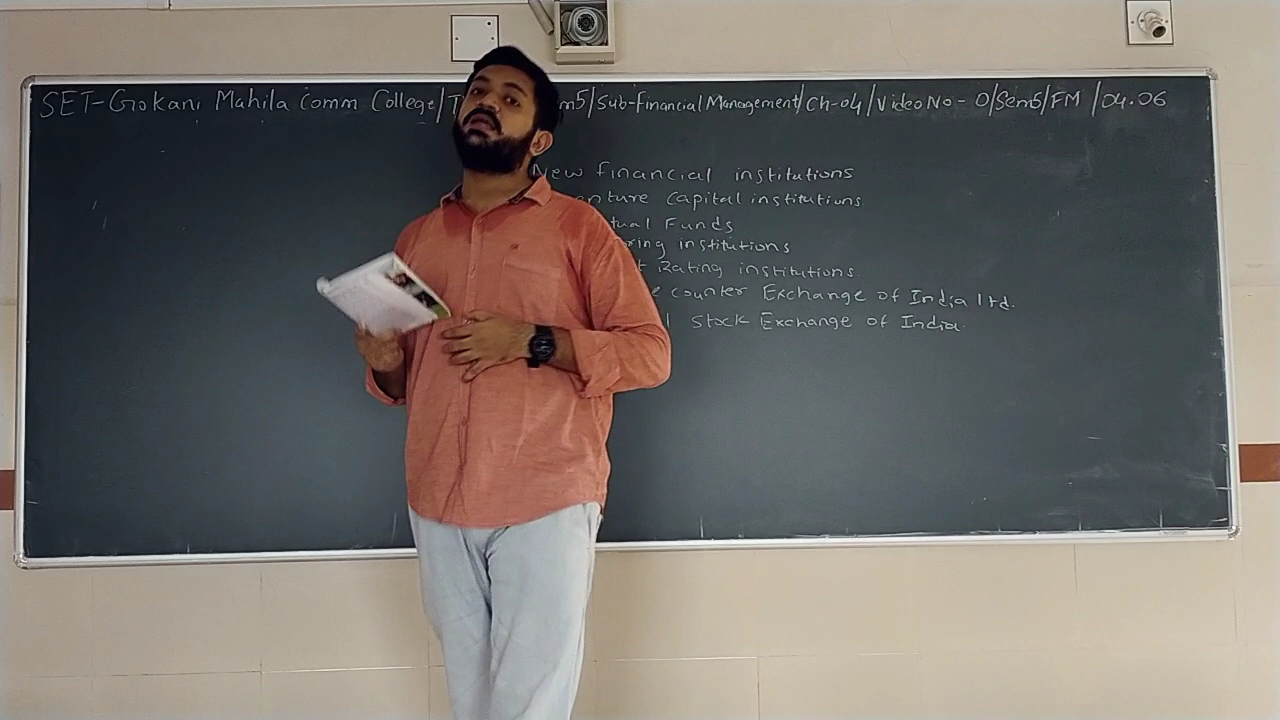 SET-Gokani Mahila Comm College/T m5/Sub-Financial Management/Ch-04/Video No-0/Sem5/FM/04.06
New Financial institutions
enture Capital institutions
tual Funds
ring institutions
t Rating institutions
e counter Exchange of India ltd.
l stock Exchange of India.